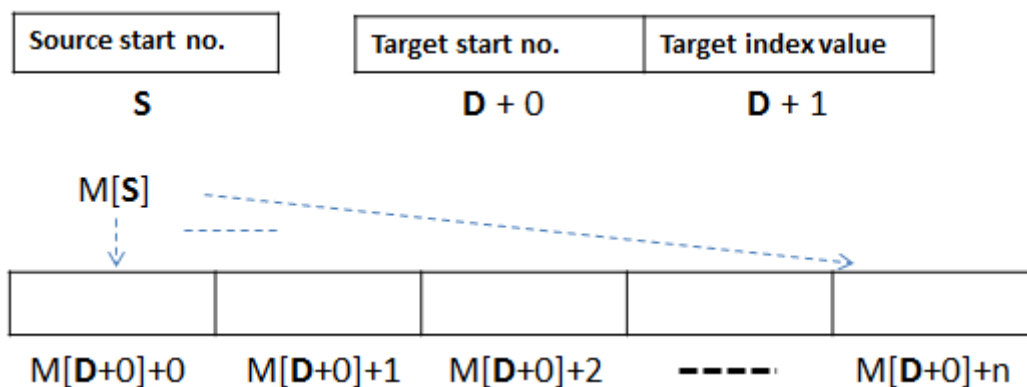 Source start no. Target start no. Target index value
S D + 0 D + 1
M[S]
M[D+0]+0 M[D+0]+1 M[D+0]+2 ----- M[D+0]+n